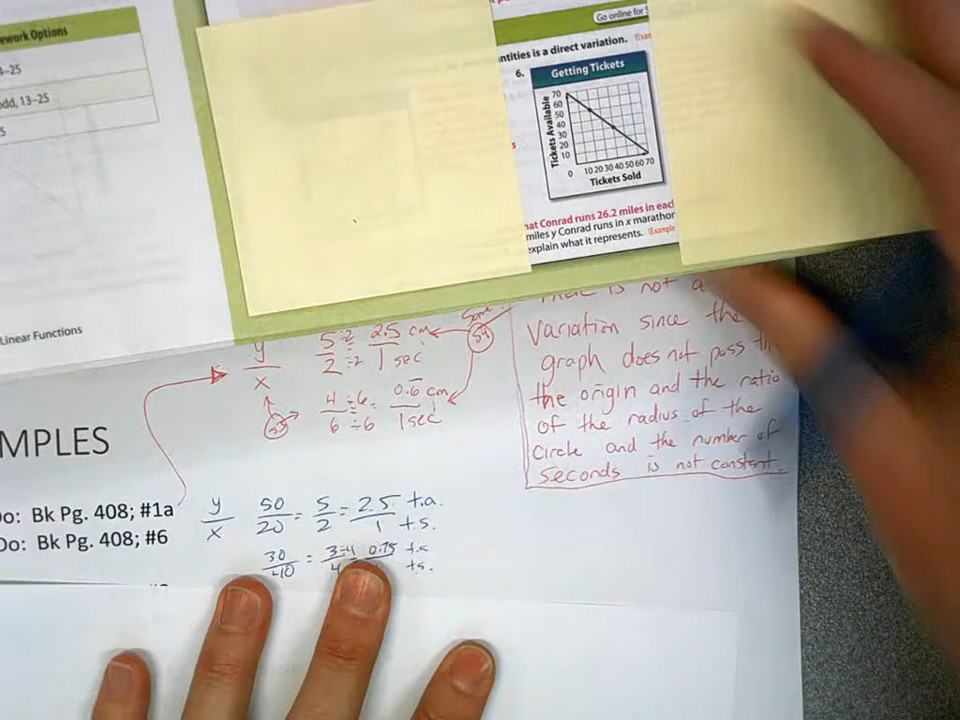 ework Options
4–25
odd, 13–25
5
Linear Functions
Go online for
ntities is a direct variation.
6.
Getting Tickets
Tickets Available
70
60
50
40
30
20
10
0 10 20 30 40 50 60 70
Tickets Sold
hat Conrad runs 26.2 miles in each
miles y Conrad runs in x marathon
explain what it represents. (Example
y/x 5÷2/2÷2 2.5 cm/1 sec
4÷6/6÷6 = 0.6̅ cm/1 sec
There is not a
variation since the
graph does not pass th
the origin and the ratio
of the radius of the
circle and the number of
seconds is not constant.
MPLES
Do: Bk Pg. 408; #1a
Do: Bk Pg. 408; #6
y/x 50/20 = 5/2 = 2.5/1 t.a. t.s.
30/40 = 3÷4 0.75 t.a t.s.